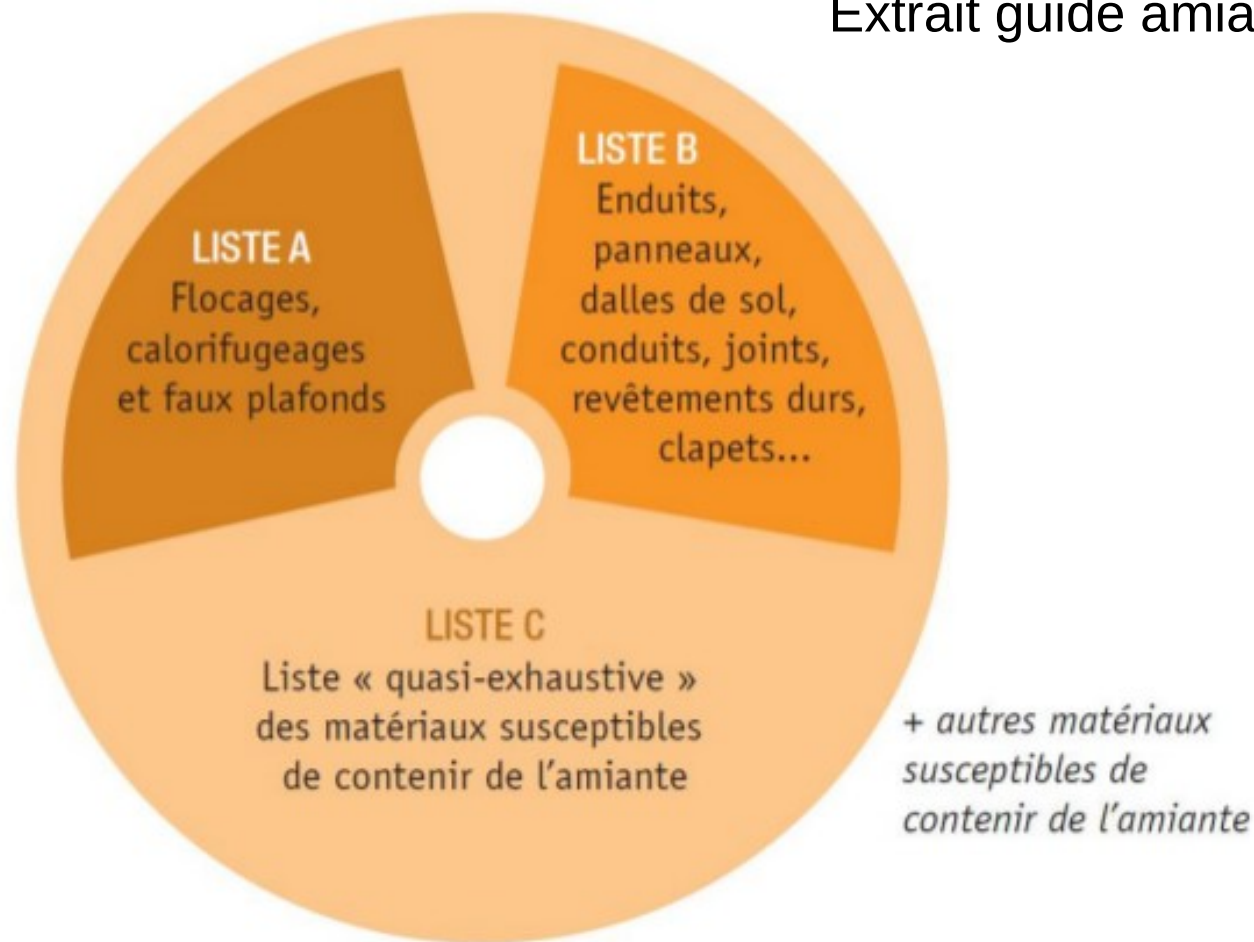 Extrait guide amia
LISTE A
Flocages,
calorifugeages
et faux plafonds
LISTE B
Enduits,
panneaux,
dalles de sol,
conduits, joints,
revêtements durs,
clapets...
LISTE C
Liste « quasi-exhaustive »
des matériaux susceptibles
de contenir de l'amiante
+ autres matériaux
susceptibles de
contenir de l'amiante